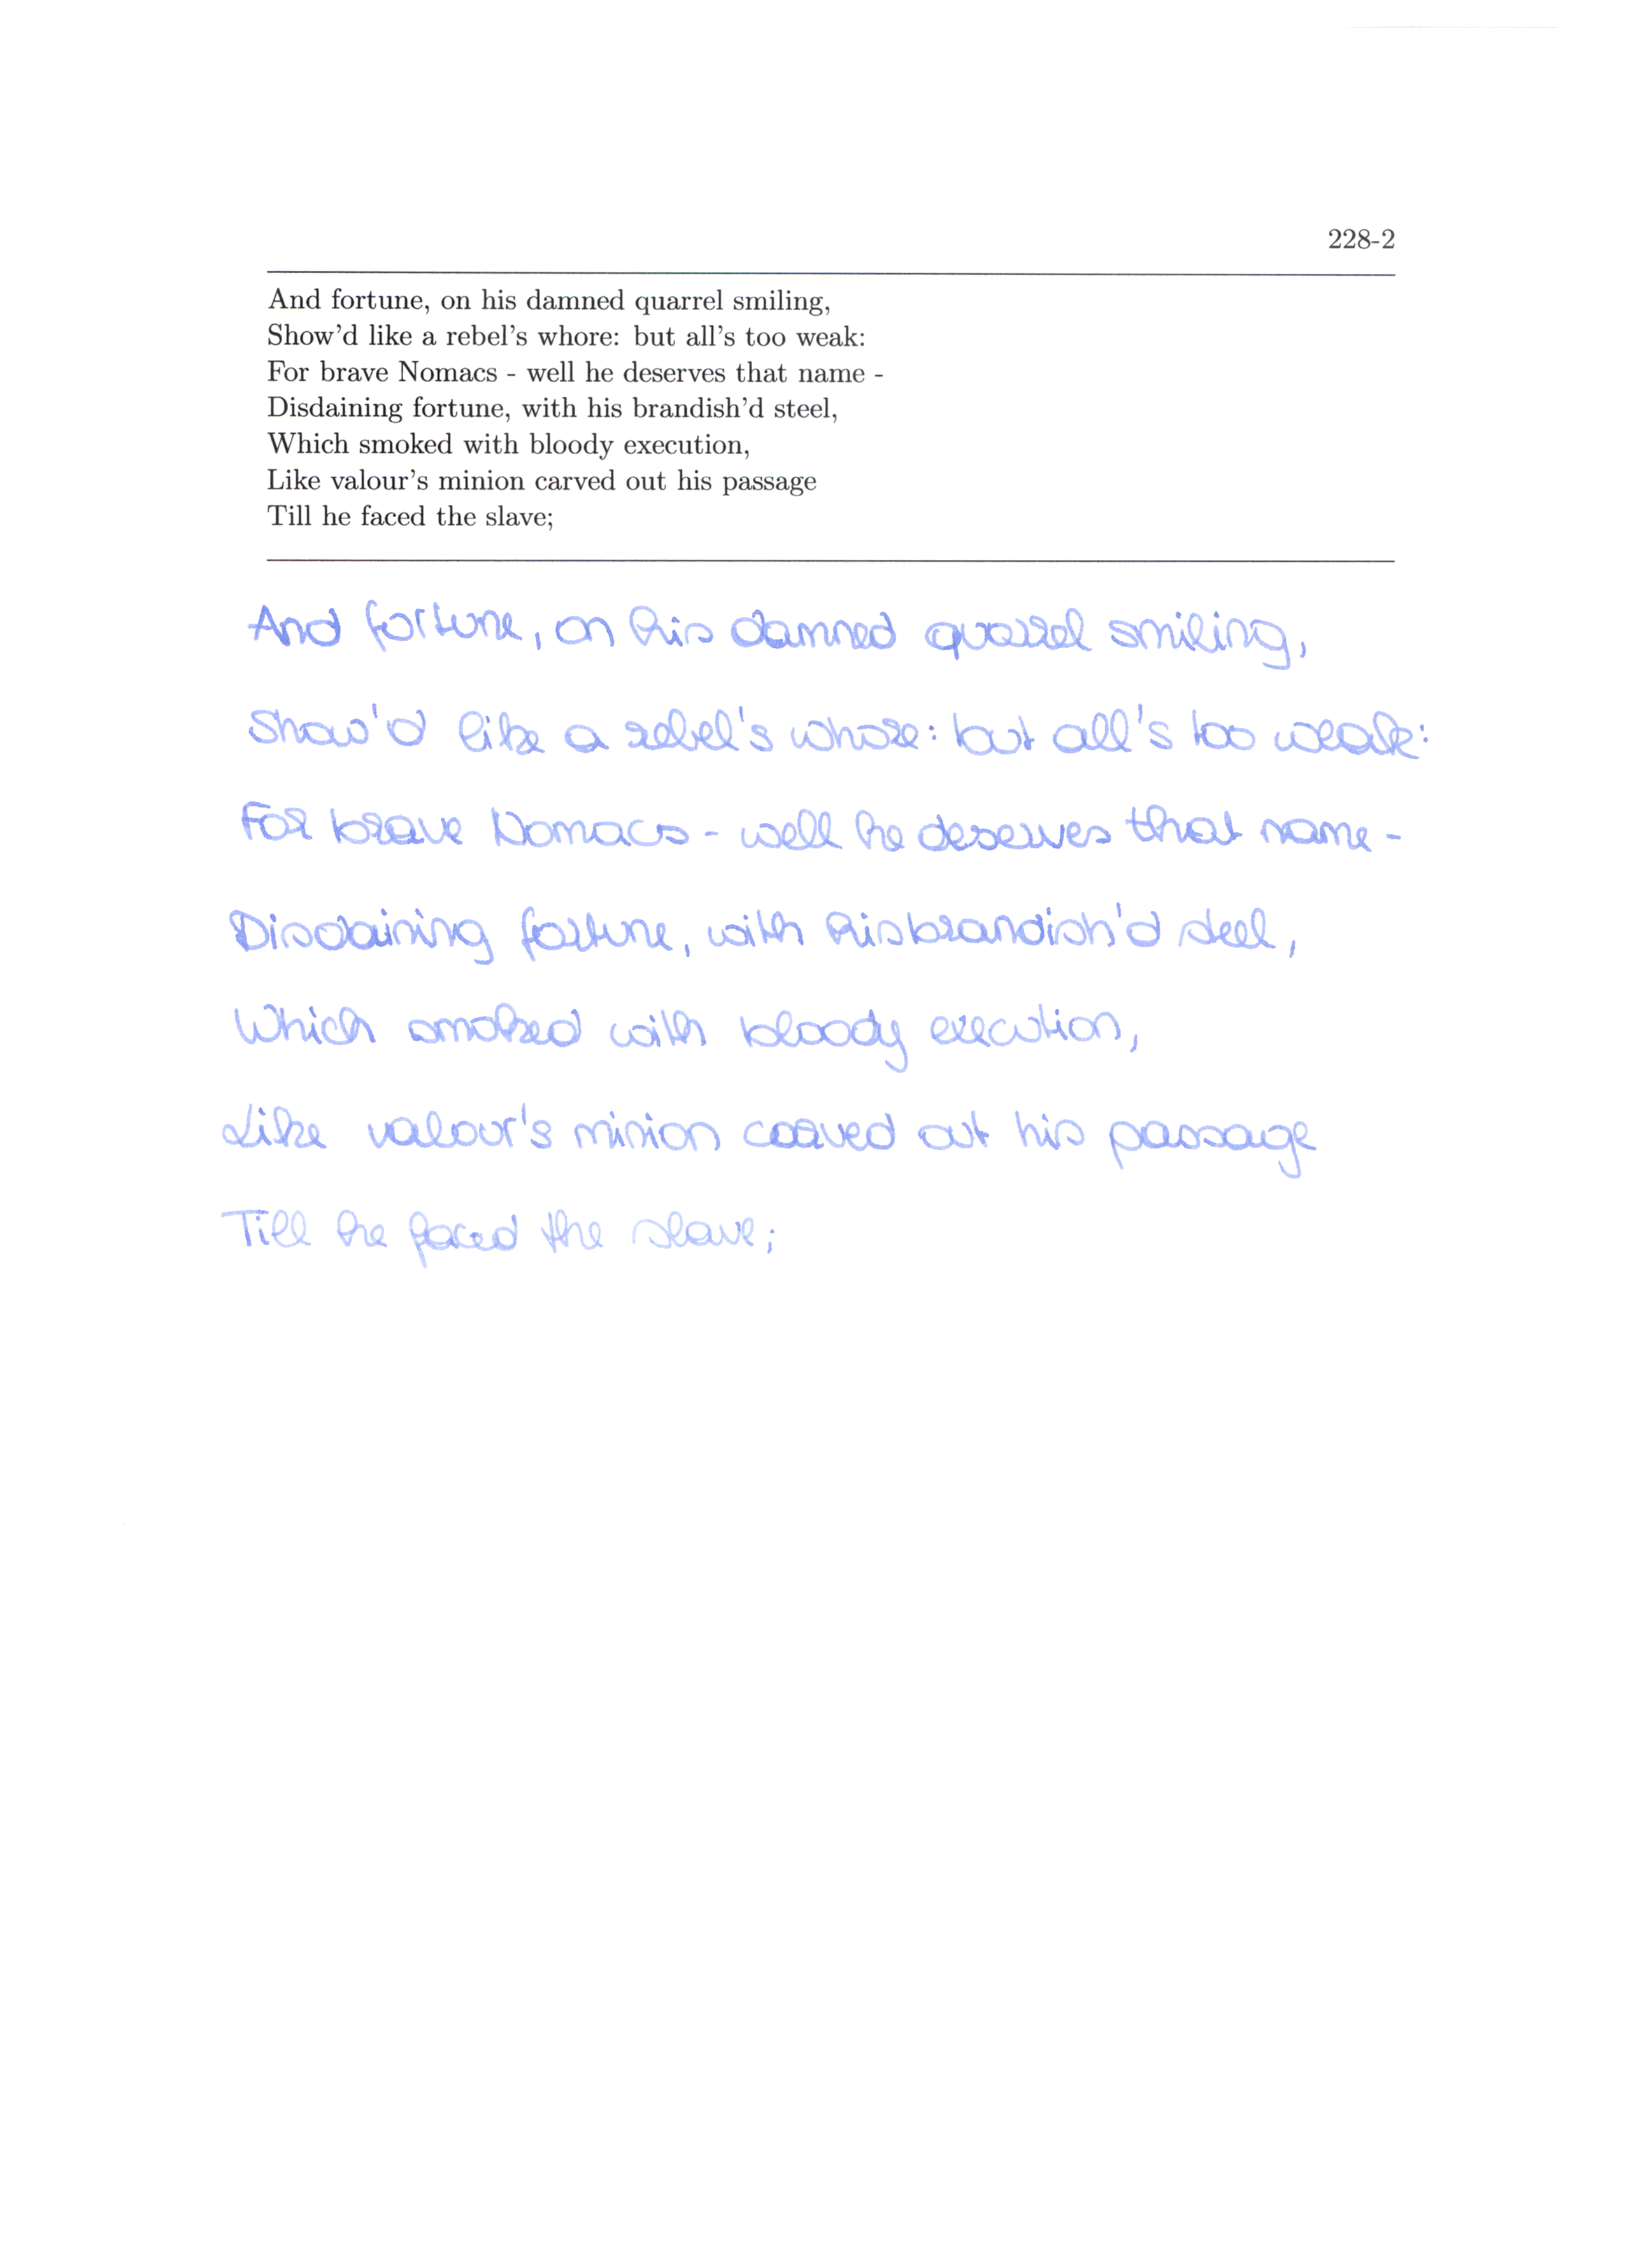 228-2
And fortune, on his damned quarrel smiling,
Show'd like a rebel's whore: but all's too weak:
For brave Nomacs - well he deserves that name -
Disdaining fortune, with his brandish'd steel,
Which smoked with bloody execution,
Like valour's minion carved out his passage
Till he faced the slave;
And fortune, on his damned quarrel smiling,
Show'd like a rebel's whore: but all's too weak:
For brave Nomacs - well he deserves that name -
Disdaining fortune, with his brandish'd steel,
Which smoked with bloody execution,
Like valour's minion carved out his passage
Till he faced the slave;